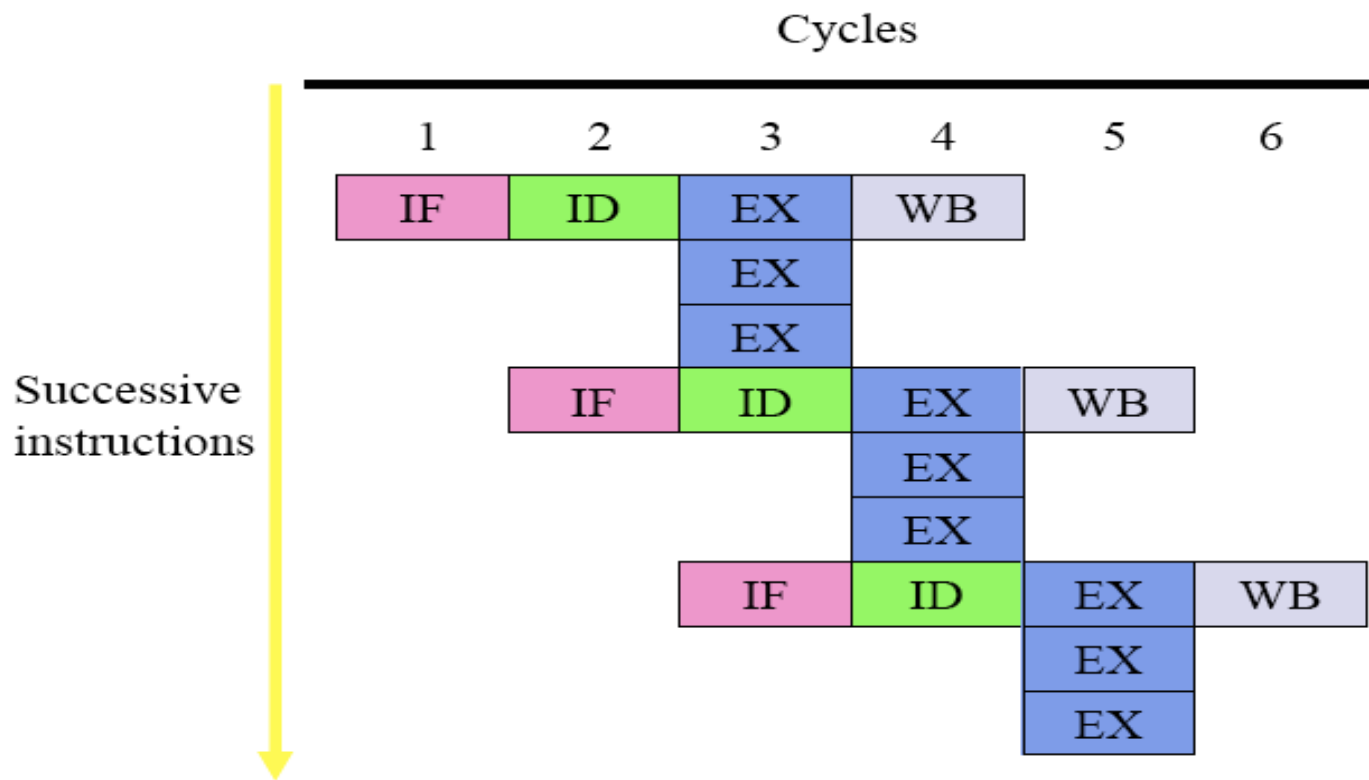 Cycles
1 2 3 4 5 6
IF ID EX WB
EX
EX
IF ID EX WB
EX
EX
IF ID EX WB
EX
EX
Successive
instructions